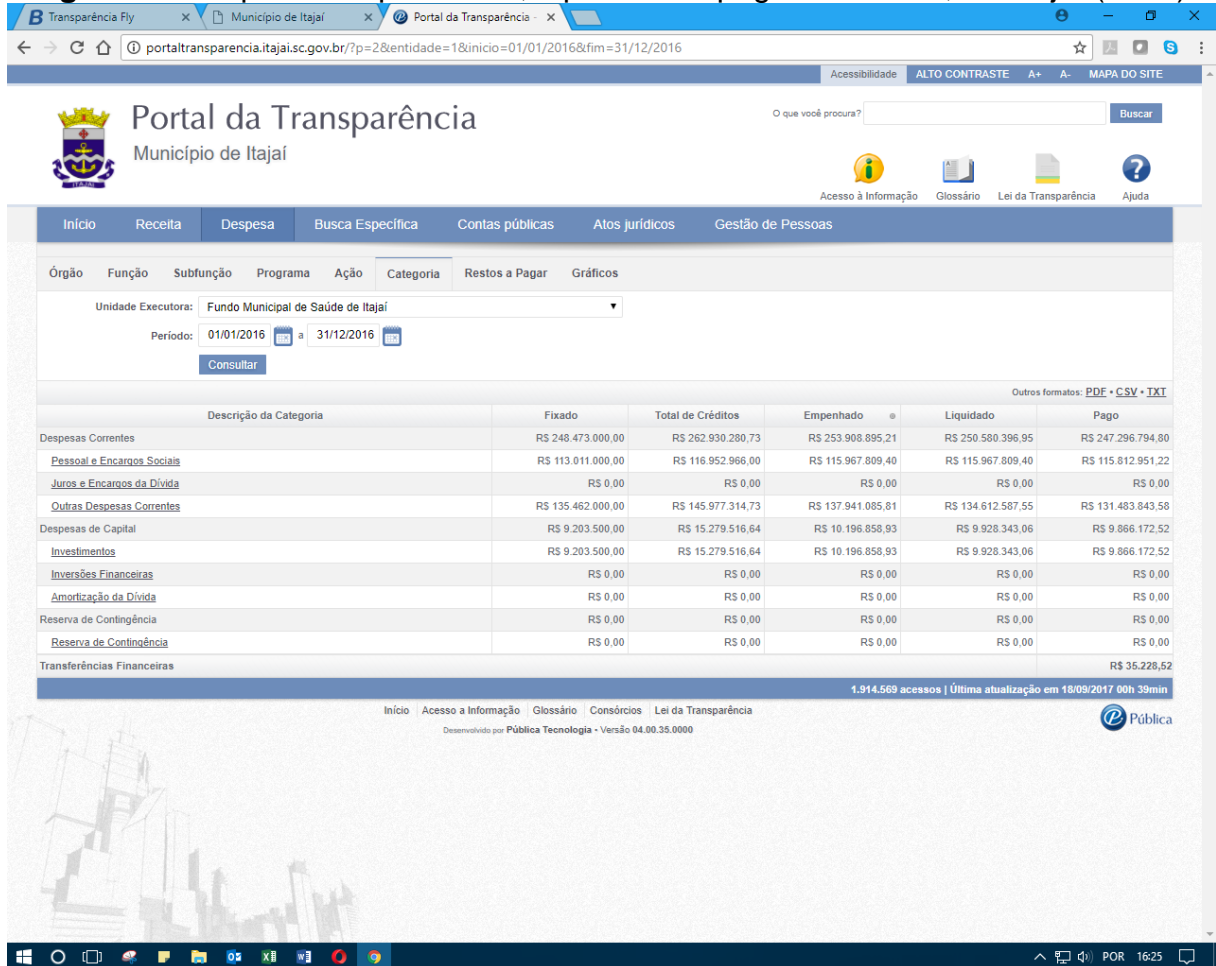 Transparência Fly × Município de Itajaí × Portal da Transparência - ×
portaltransparencia.itajai.sc.gov.br/?p=2&entidade=1&inicio=01/01/2016&fim=31/12/2016
Acessibilidade ALTO CONTRASTE A+ A- MAPA DO SITE
Portal da Transparência
Município de Itajaí
ITAJAÍ
O que você procura? Buscar
Acesso à Informação Glossário Lei da Transparência Ajuda
Início Receita Despesa Busca Específica Contas públicas Atos jurídicos Gestão de Pessoas
Órgão Função Subfunção Programa Ação Categoria Restos a Pagar Gráficos
Unidade Executora: Fundo Municipal de Saúde de Itajaí
Período: 01/01/2016 a 31/12/2016
Consultar
Outros formatos: PDF • CSV • TXT
Descrição da Categoria Fixado Total de Créditos Empenhado Liquidado Pago
Despesas Correntes R$ 248.473.000,00 R$ 262.930.280,73 R$ 253.908.895,21 R$ 250.580.396,95 R$ 247.296.794,80
Pessoal e Encargos Sociais R$ 113.011.000,00 R$ 116.952.966,00 R$ 115.967.809,40 R$ 115.967.809,40 R$ 115.812.951,22
Juros e Encargos da Dívida R$ 0,00 R$ 0,00 R$ 0,00 R$ 0,00 R$ 0,00
Outras Despesas Correntes R$ 135.462.000,00 R$ 145.977.314,73 R$ 137.941.085,81 R$ 134.612.587,55 R$ 131.483.843,58
Despesas de Capital R$ 9.203.500,00 R$ 15.279.516,64 R$ 10.196.858,93 R$ 9.928.343,06 R$ 9.866.172,52
Investimentos R$ 9.203.500,00 R$ 15.279.516,64 R$ 10.196.858,93 R$ 9.928.343,06 R$ 9.866.172,52
Inversões Financeiras R$ 0,00 R$ 0,00 R$ 0,00 R$ 0,00 R$ 0,00
Amortização da Dívida R$ 0,00 R$ 0,00 R$ 0,00 R$ 0,00 R$ 0,00
Reserva de Contingência R$ 0,00 R$ 0,00 R$ 0,00 R$ 0,00 R$ 0,00
Reserva de Contingência R$ 0,00 R$ 0,00 R$ 0,00 R$ 0,00 R$ 0,00
Transferências Financeiras R$ 35.228,52
1.914.569 acessos | Última atualização em 18/09/2017 00h 39min
Início Acesso a Informação Glossário Consórcios Lei da Transparência
Desenvolvido por Pública Tecnologia - Versão 04.00.35.0000
Pública
POR 16:25